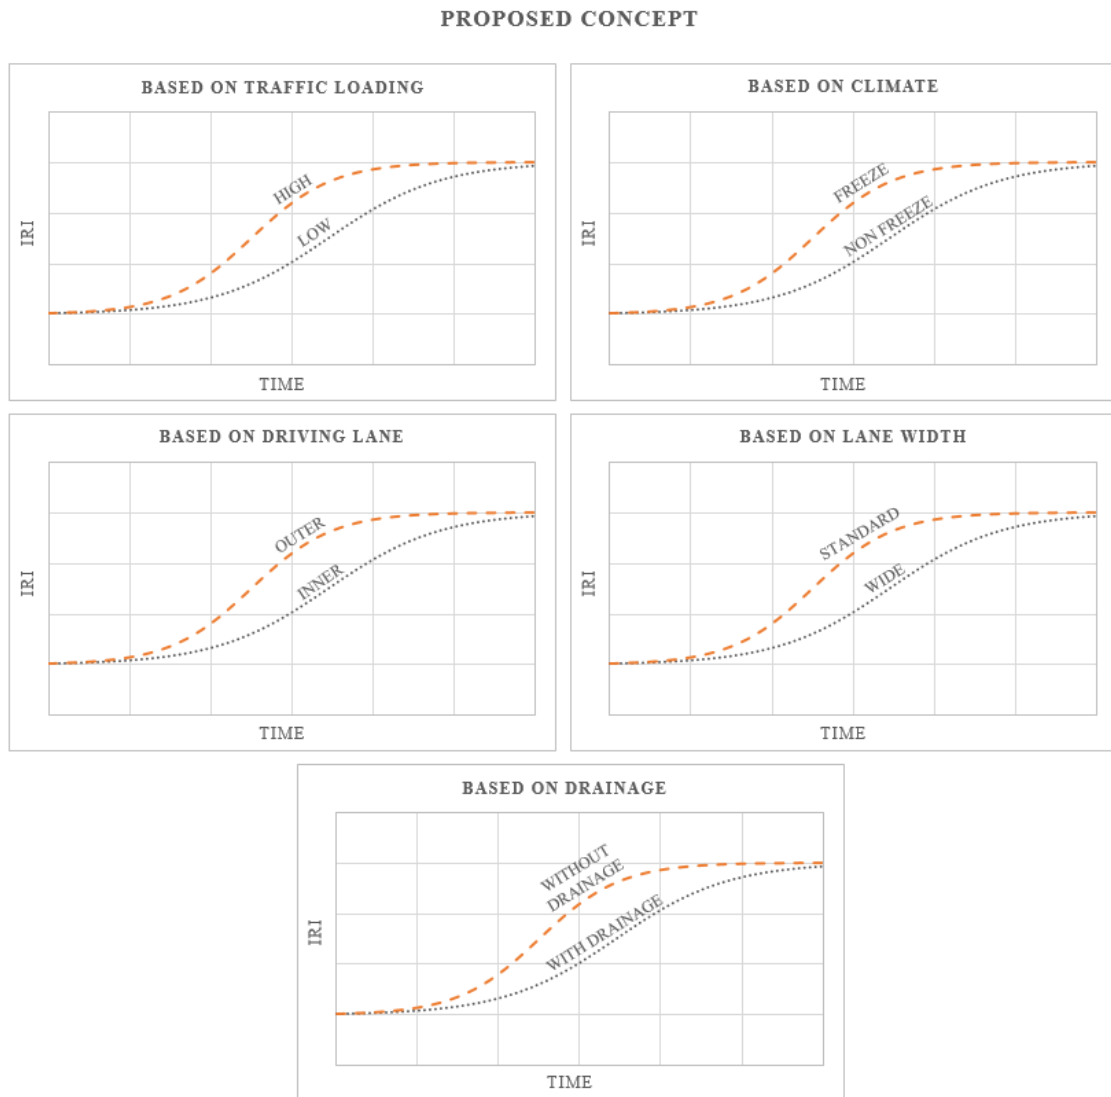 PROPOSED CONCEPT
BASED ON TRAFFIC LOADING
HIGH
LOW
IRI
TIME
BASED ON CLIMATE
FREEZE
NON FREEZE
IRI
TIME
BASED ON DRIVING LANE
OUTER
INNER
IRI
TIME
BASED ON LANE WIDTH
STANDARD
WIDE
IRI
TIME
BASED ON DRAINAGE
WITHOUT
DRAINAGE
WITH DRAINAGE
IRI
TIME